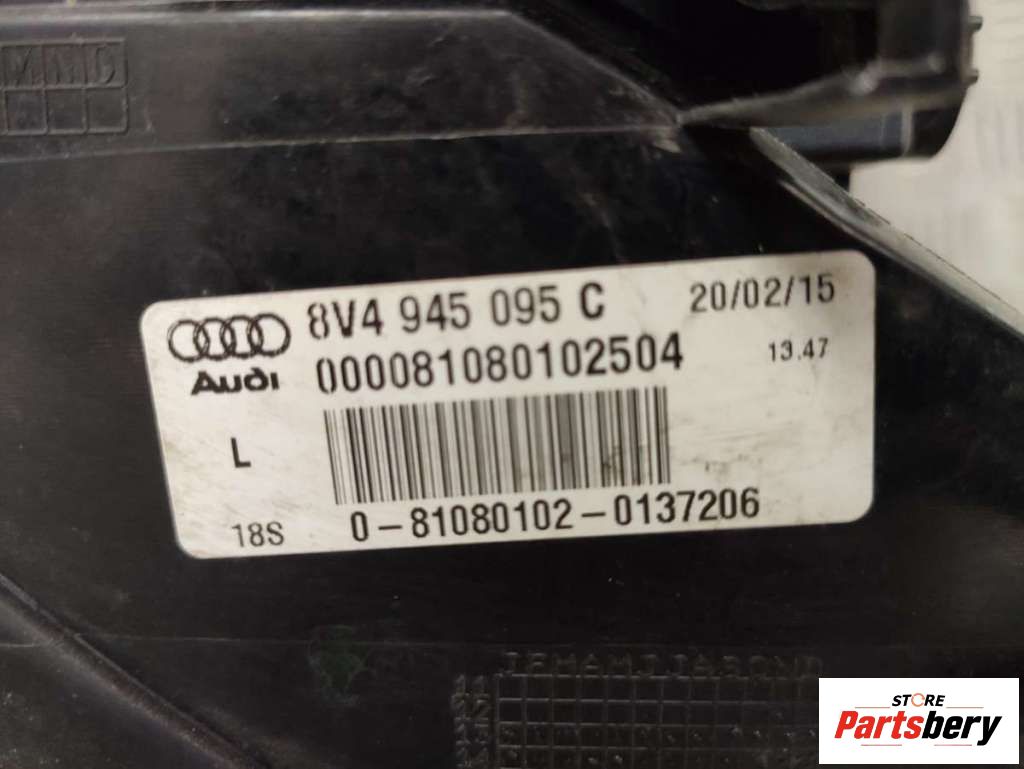 8V4 945 095 C
20/02/15
Audi
000081080102504
13.47
L
18S
0-81080102-0137206
STORE
Partsbery